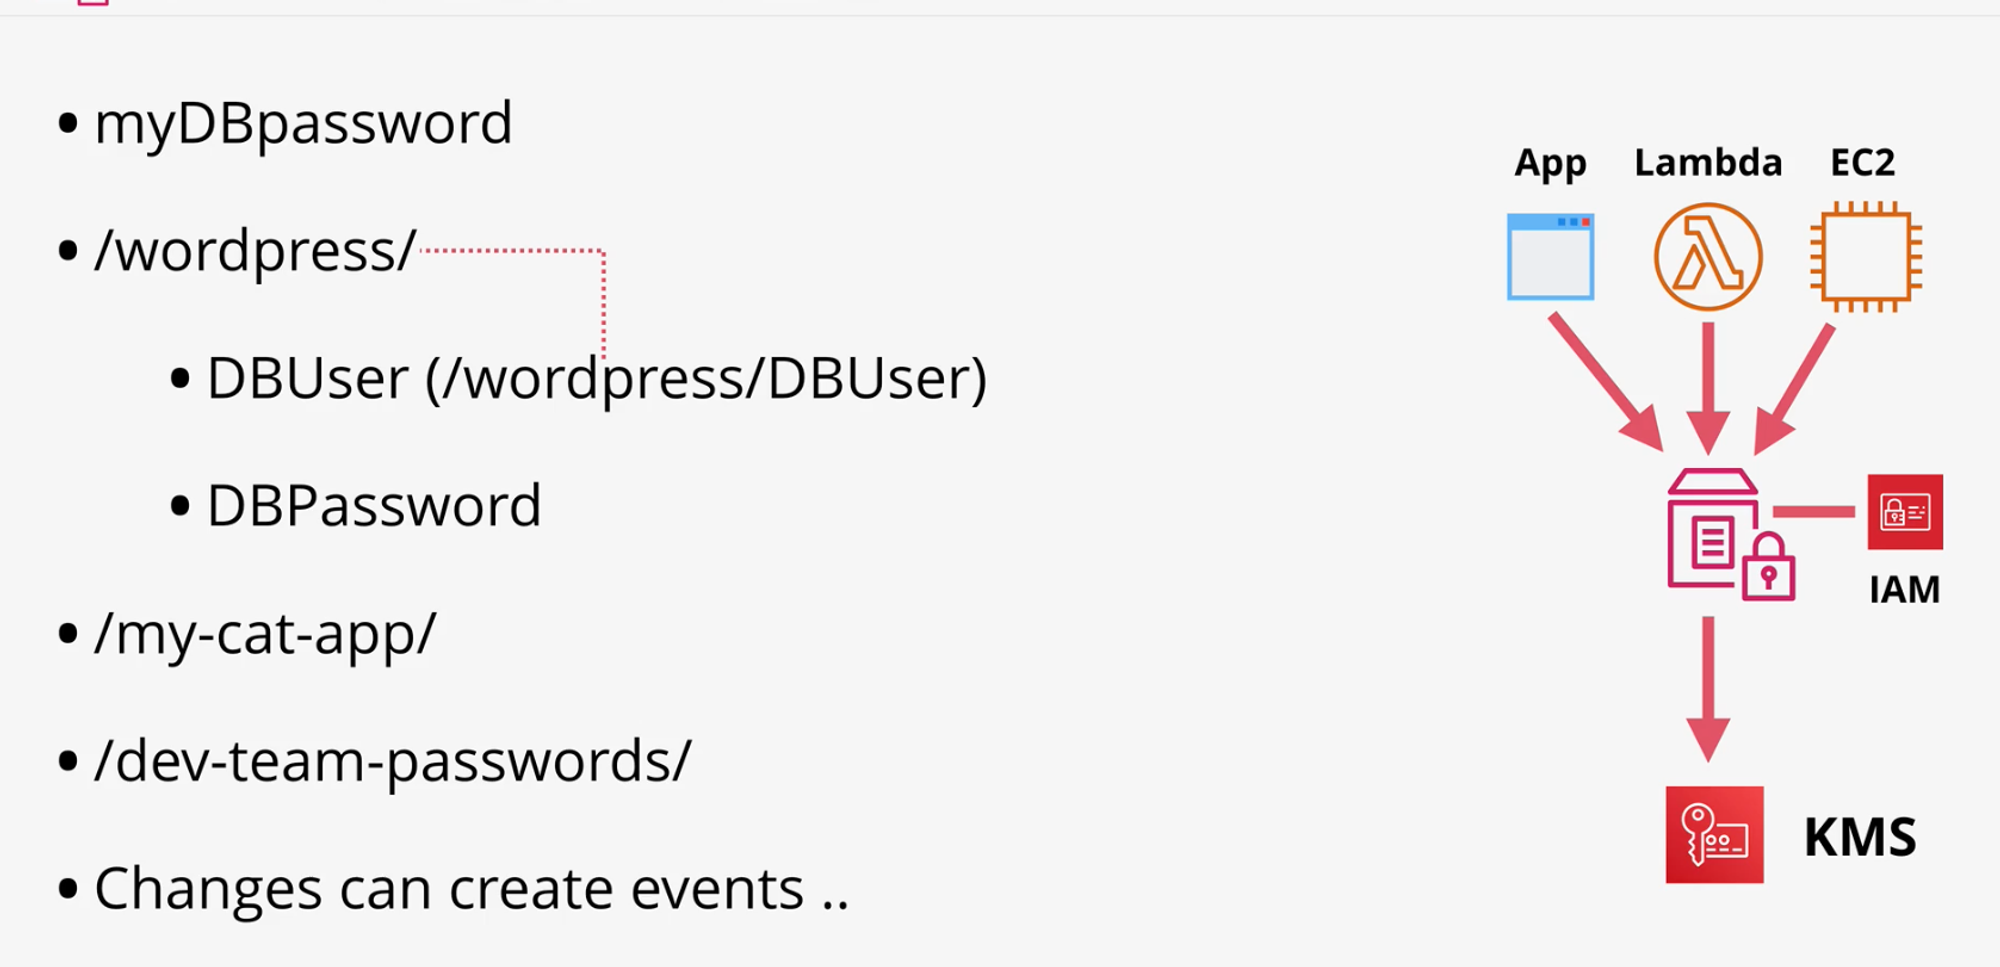 • myDBpassword
• /wordpress/
• DBUser (/wordpress/DBUser)
• DBPassword
• /my-cat-app/
• /dev-team-passwords/
• Changes can create events ..
App Lambda EC2
IAM
KMS